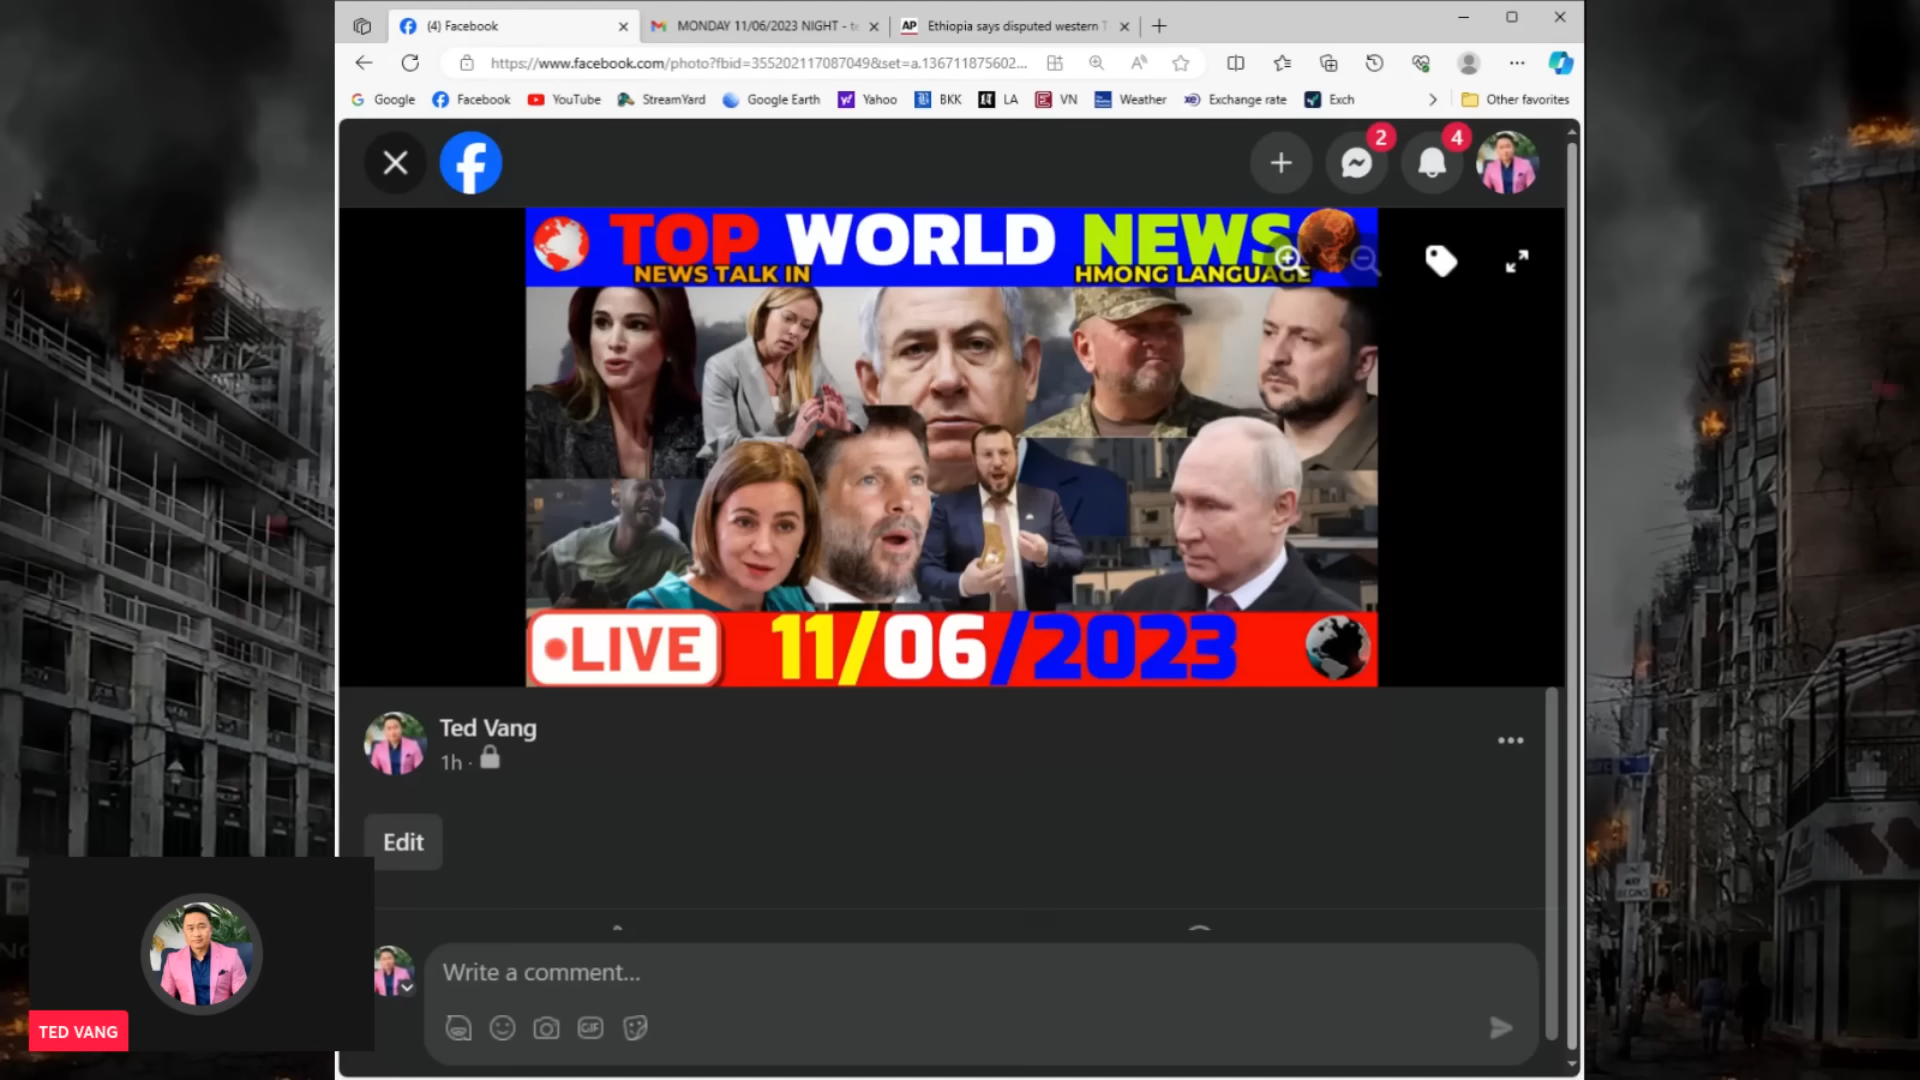 (4) Facebook
MONDAY 11/06/2023 NIGHT - te
AP
Ethiopia says disputed western T
https://www.facebook.com/photo?fbid=355202117087049&set=a.136711875602...
Google
Facebook
YouTube
StreamYard
Google Earth
Yahoo
BKK
LA
VN
Weather
Exchange rate
Exch
Other favorites
2
4
TOP WORLD NEWS
NEWS TALK IN
HMONG LANGUAGE
LIVE
11/06/2023
Ted Vang
1h ·
Edit
Write a comment...
GIF
TED VANG